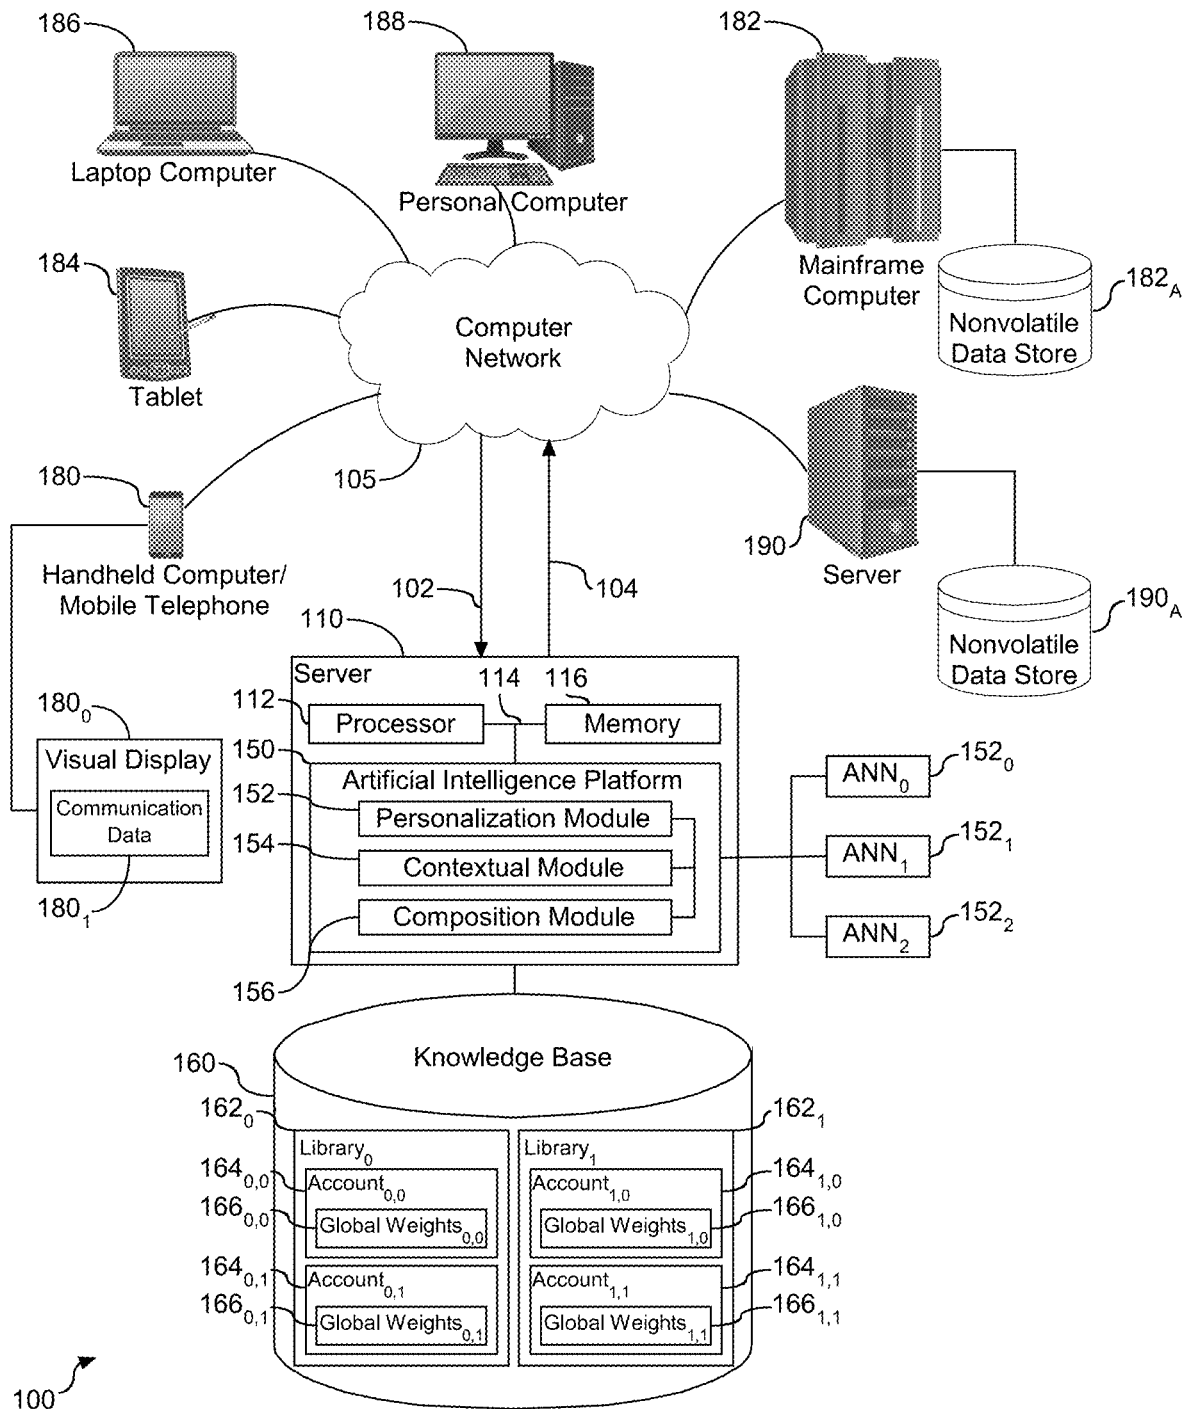 186
188
182
Laptop Computer
Personal Computer
Mainframe
Computer
184
Tablet
Computer
Network
182A
Nonvolatile
Data Store
105
180
Handheld Computer/
Mobile Telephone
190
Server
102
104
190A
Nonvolatile
Data Store
110
Server
114
116
112
Processor
Memory
1800
Visual Display
Communication
Data
1801
150
Artificial Intelligence Platform
152
Personalization Module
154
Contextual Module
Composition Module
156
ANN0
1520
ANN1
1521
ANN2
1522
Knowledge Base
160
1620
1621
Library0
Library1
1640,0
Account0,0
Account1,0
1641,0
1660,0
Global Weights0,0
Global Weights1,0
1661,0
1640,1
Account0,1
Account1,1
1641,1
1660,1
Global Weights0,1
Global Weights1,1
1661,1
100